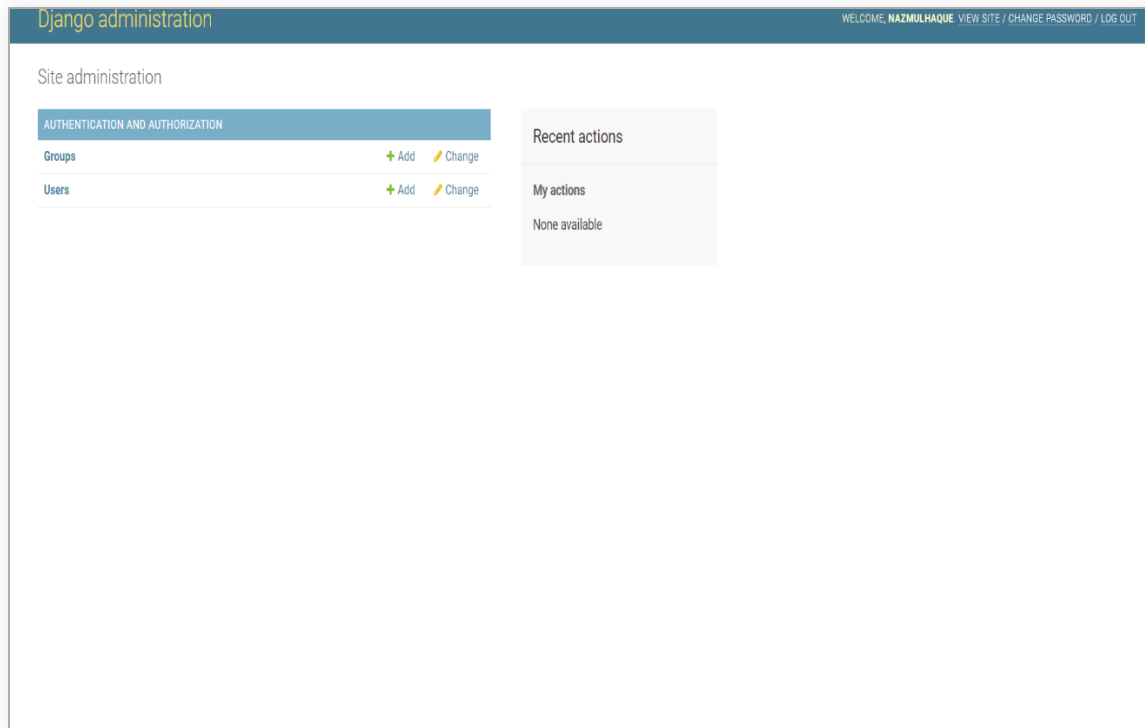 Django administration
WELCOME, NAZMULHAQUE. VIEW SITE / CHANGE PASSWORD / LOG OUT
Site administration
AUTHENTICATION AND AUTHORIZATION
Groups + Add Change
Users + Add Change
Recent actions
My actions
None available